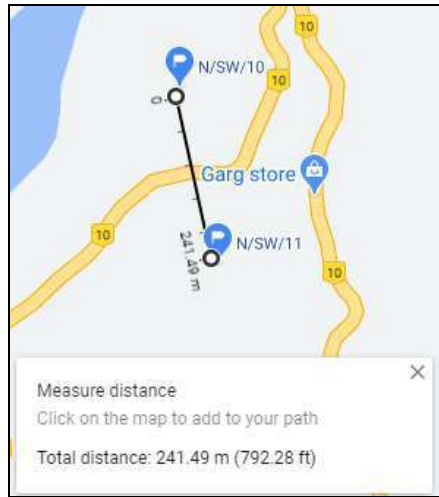 10
N/SW/10
10
0
Garg store
10
241.49 m
N/SW/11
10
Measure distance
Click on the map to add to your path
Total distance: 241.49 m (792.28 ft)